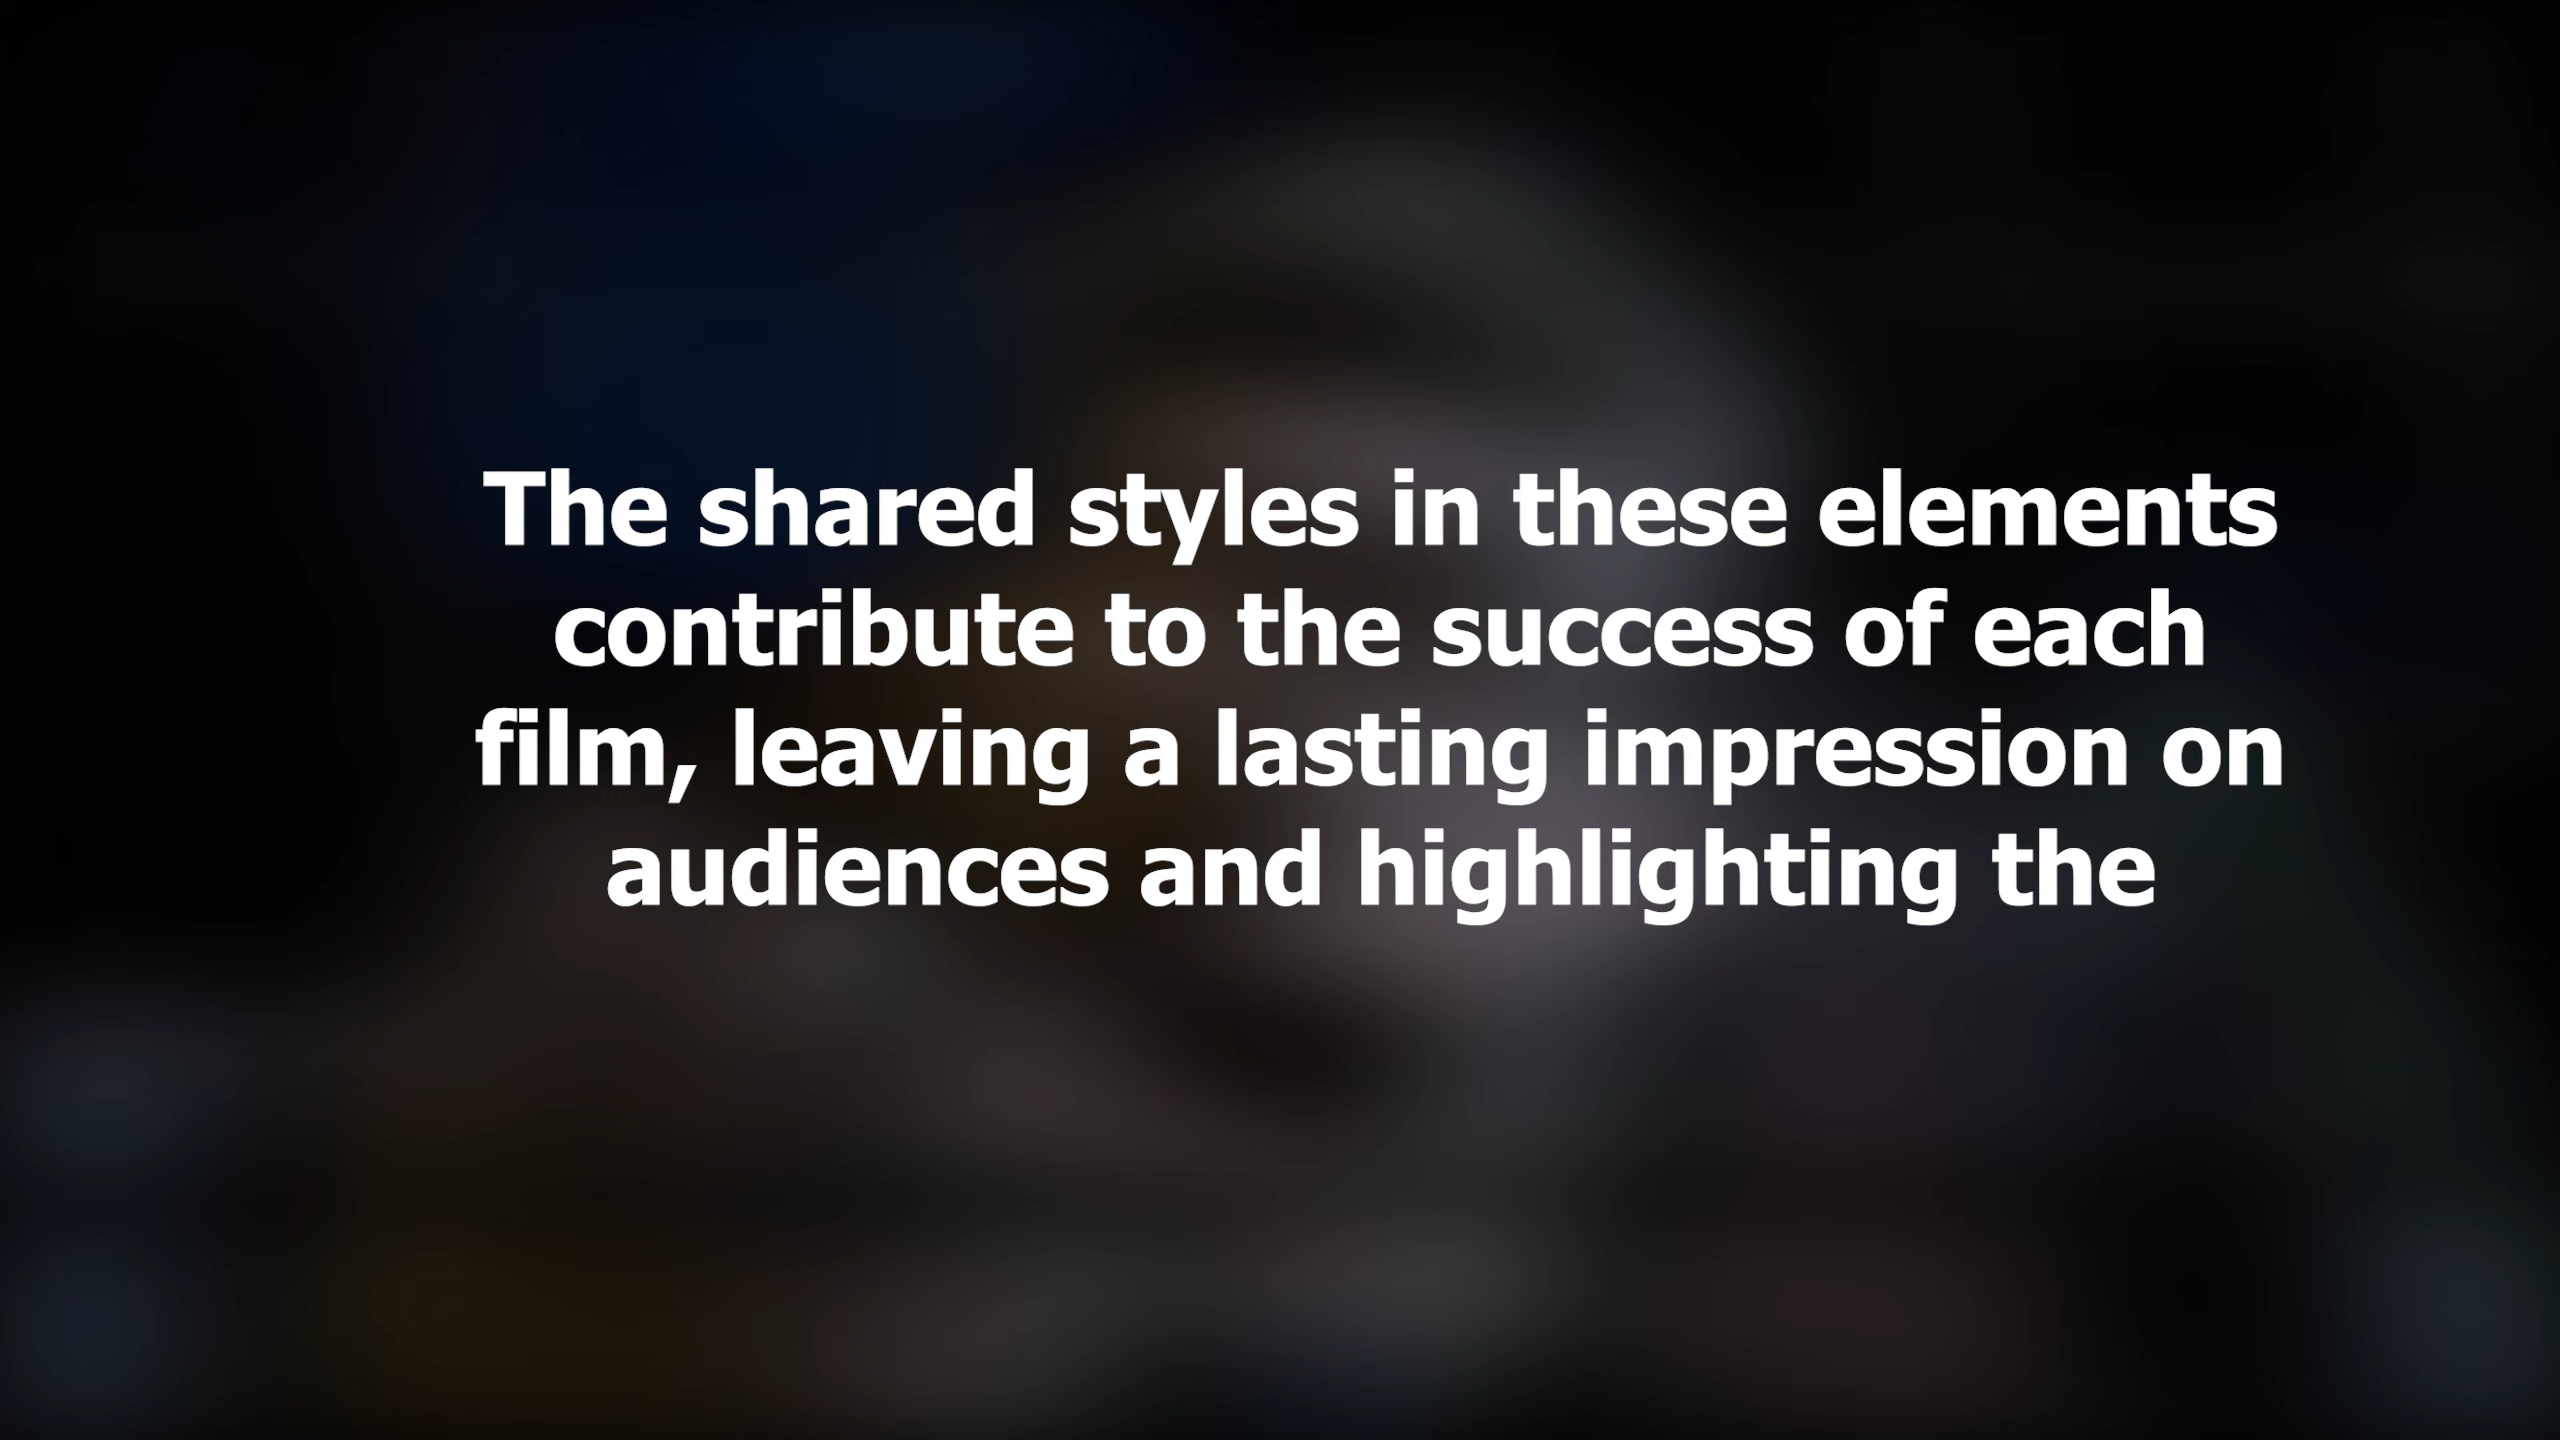 The shared styles in these elements
contribute to the success of each
film, leaving a lasting impression on
audiences and highlighting the